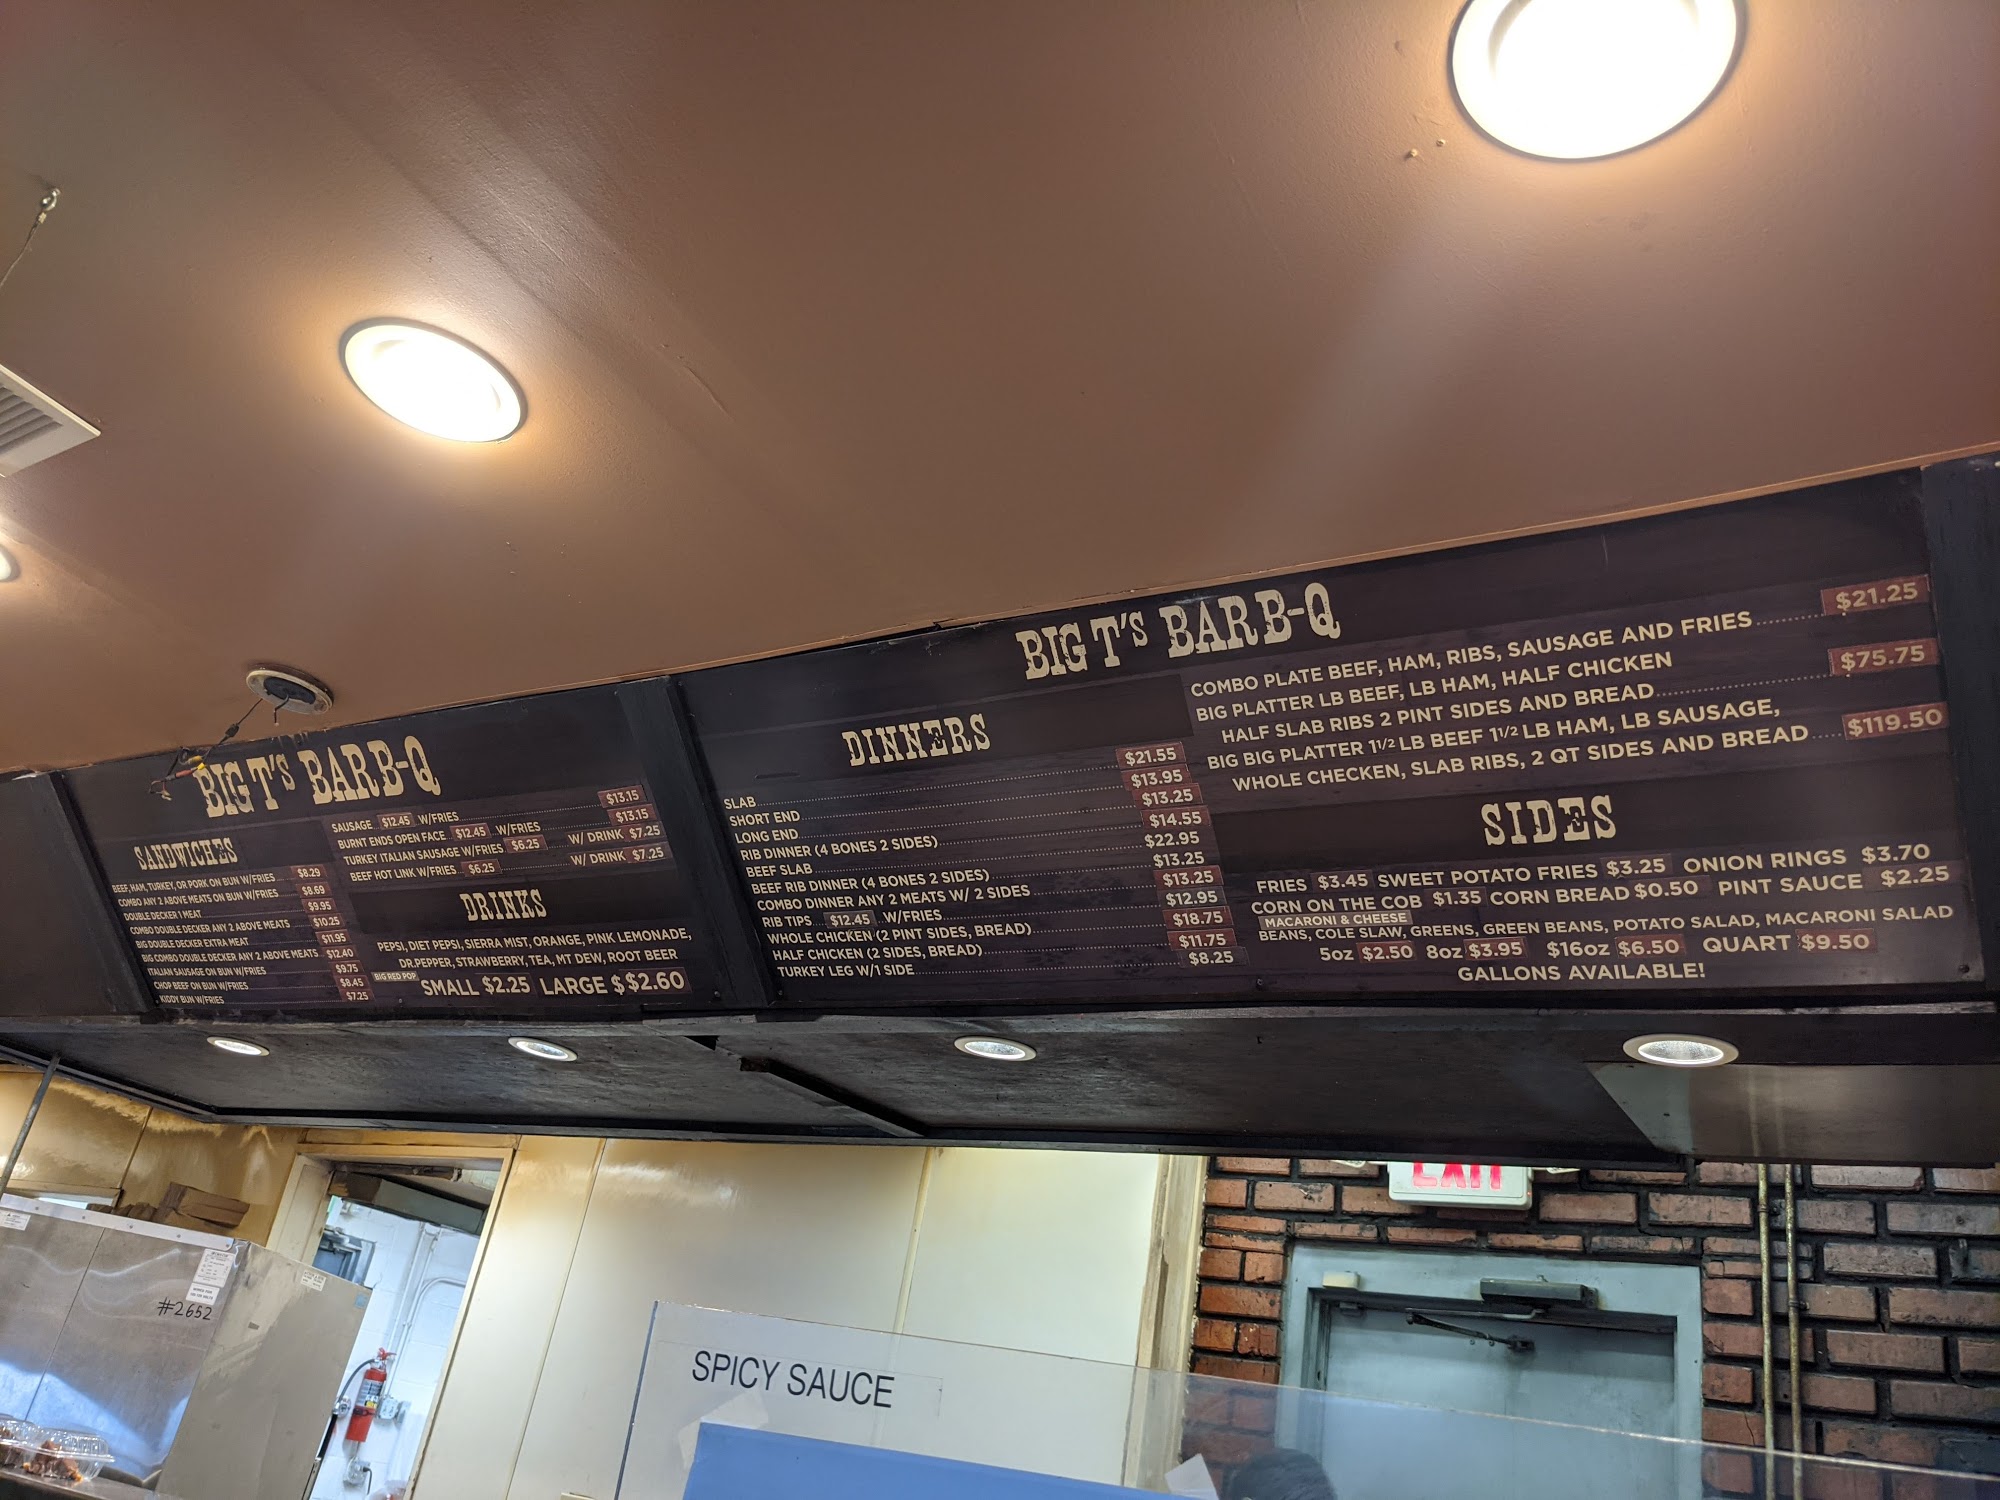 BIG T'S BARB-Q
SANDWICHES
BEEF, HAM, TURKEY, OR PORK ON BUN W/FRIES $8.29
COMBO ANY 2 ABOVE MEATS ON BUN W/FRIES $8.69
DOUBLE DECKER 1 MEAT $9.95
COMBO DOUBLE DECKER ANY 2 ABOVE MEATS $10.25
BIG DOUBLE DECKER EXTRA MEAT $11.95
BIG COMBO DOUBLE DECKER ANY 2 ABOVE MEATS $12.40
ITALIAN SAUSAGE ON BUN W/FRIES $9.75
CHOP BEEF ON BUN W/FRIES $8.45
KIDDY BUN W/FRIES $7.25
SAUSAGE $12.45 W/FRIES $13.15
BURNT ENDS OPEN FACE $12.45 W/FRIES $13.15
TURKEY ITALIAN SAUSAGE W/FRIES $6.25 W/ DRINK $7.25
BEEF HOT LINK W/FRIES $6.25 W/ DRINK $7.25
DRINKS
PEPSI, DIET PEPSI, SIERRA MIST, ORANGE, PINK LEMONADE,
DR.PEPPER, STRAWBERRY, TEA, MT DEW, ROOT BEER
BIG RED POP
SMALL $2.25 LARGE $$2.60
BIG T'S BARB-Q
DINNERS
SLAB $21.55
SHORT END $13.95
LONG END $13.25
RIB DINNER (4 BONES 2 SIDES) $14.55
BEEF SLAB $22.95
BEEF RIB DINNER (4 BONES 2 SIDES) $13.25
COMBO DINNER ANY 2 MEATS W/ 2 SIDES $13.25
RIB TIPS $12.45 W/FRIES $12.95
WHOLE CHICKEN (2 PINT SIDES, BREAD) $18.75
HALF CHICKEN (2 SIDES, BREAD) $11.75
TURKEY LEG W/1 SIDE $8.25
COMBO PLATE BEEF, HAM, RIBS, SAUSAGE AND FRIES $21.25
BIG PLATTER LB BEEF, LB HAM, HALF CHICKEN
HALF SLAB RIBS 2 PINT SIDES AND BREAD $75.75
BIG BIG PLATTER 1 1/2 LB BEEF 1 1/2 LB HAM, LB SAUSAGE,
WHOLE CHECKEN, SLAB RIBS, 2 QT SIDES AND BREAD $119.50
SIDES
FRIES $3.45 SWEET POTATO FRIES $3.25 ONION RINGS $3.70
CORN ON THE COB $1.35 CORN BREAD $0.50 PINT SAUCE $2.25
MACARONI & CHEESE
BEANS, COLE SLAW, GREENS, GREEN BEANS, POTATO SALAD, MACARONI SALAD
5oz $2.50 8oz $3.95 $16oz $6.50 QUART $9.50
GALLONS AVAILABLE!
EXIT
#2652
SPICY SAUCE